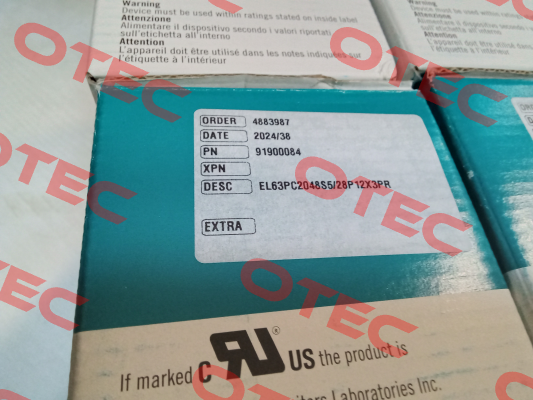 Warning
Device must be used within ratings stated on inside label
Attenzione
Alimentare il dispositivo secondo i valori riportati
sull'etichetta all'interno
Attention
L'appareil doit être utilisé dans les notes indiquées sur
l'étiquette à l'intérieur
ORDER 4883987
DATE 2024/38
PN 91900084
XPN
DESC EL63PC2048S5/28P12X3PR
EXTRA
If marked C RU ® US the product is
Laboratories Inc.
OTEC